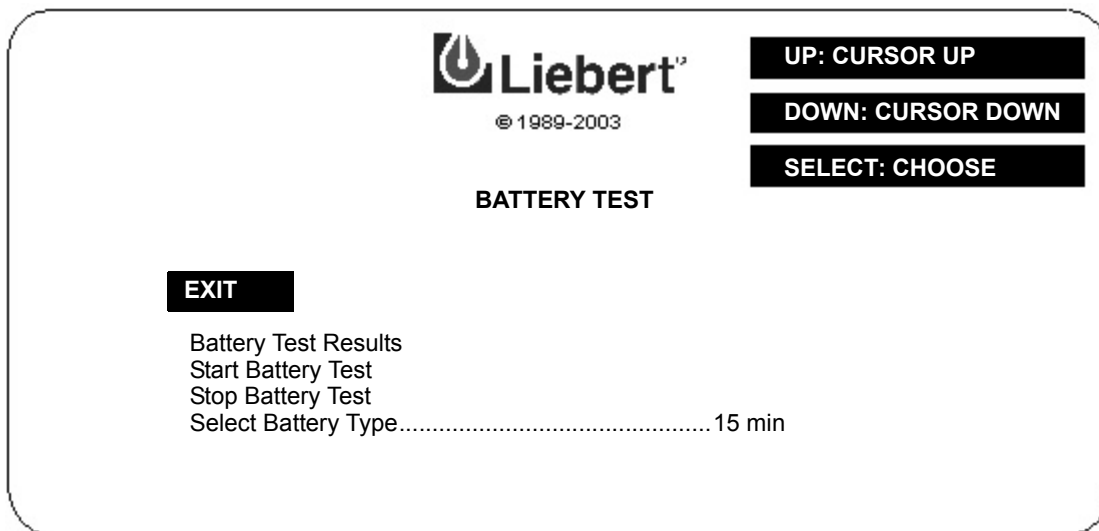 Liebert
© 1989-2003
UP: CURSOR UP
DOWN: CURSOR DOWN
SELECT: CHOOSE
BATTERY TEST
EXIT
Battery Test Results
Start Battery Test
Stop Battery Test
Select Battery Type...............................................15 min